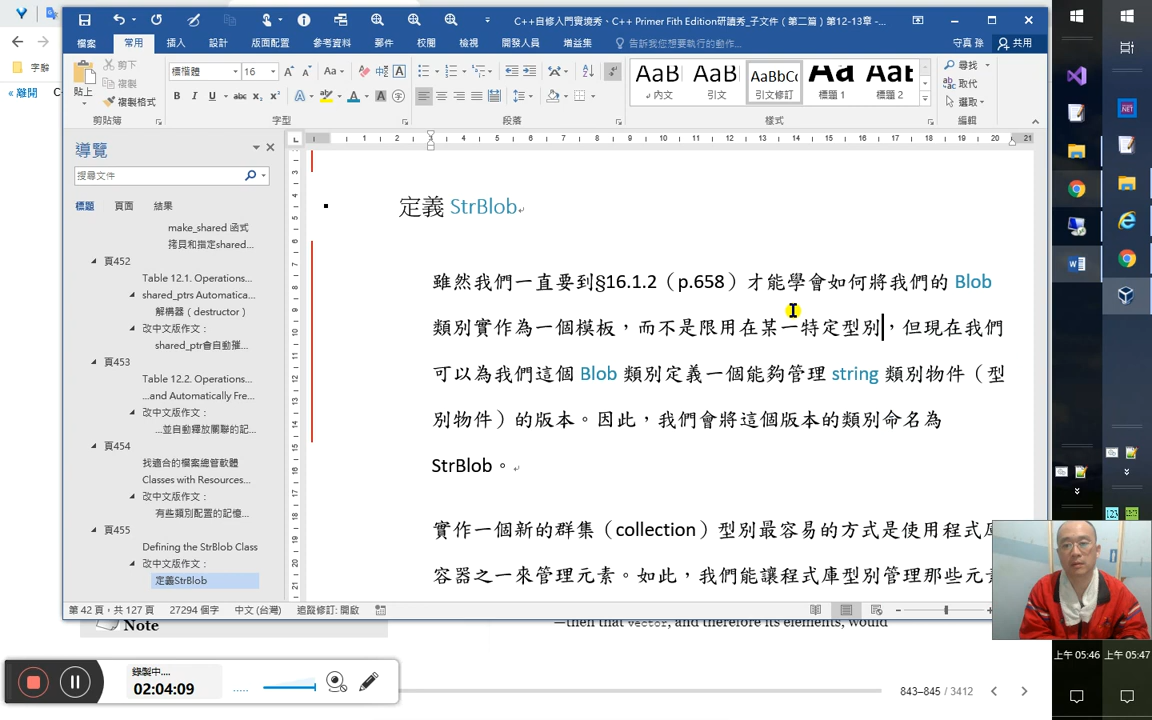 C++自修入門實境秀、C++ Primer Fith Edition研讀秀_子文件（第二篇）第12-13章 -...
檔案 常用 插入 設計 版面配置 參考資料 郵件 校閱 檢視 開發人員 增益集 告訴我您想要執行的動作... 守真 孫 共用
字齡
« 離開
貼上 剪下 複製 複製格式
標楷體 16
AaB AaB AaBbCc Aa Aat
↲內文 引文 引文修訂 標題 1 標題 2
尋找 取代 選取
剪貼簿 字型 段落 樣式 編輯
導覽
搜尋文件
標題 頁面 結果
make_shared 函式
拷貝和指定shared...
頁452
Table 12.1. Operations...
shared_ptrs Automatica...
解構器（destructor）
改中文版作文：
shared_ptr會自動摧...
頁453
Table 12.2. Operations...
...and Automatically Fre...
改中文版作文：
...並自動釋放關聯的記...
頁454
找適合的檔案總管軟體
Classes with Resources...
改中文版作文：
有些類別配置的記憶...
頁455
Defining the StrBlob Class
改中文版作文：
定義StrBlob
定義 StrBlob
雖然我們一直要到§16.1.2（p.658）才能學會如何將我們的 Blob
類別實作為一個模板，而不是限用在某一特定型別，但現在我們
可以為我們這個 Blob 類別定義一個能夠管理 string 類別物件（型
別物件）的版本。因此，我們會將這個版本的類別命名為
StrBlob。
實作一個新的群集（collection）型別最容易的方式是使用程式
容器之一來管理元素。如此，我們能讓程式庫型別管理那些元
第 42 頁，共 127 頁 27294 個字 中文 (台灣) 追蹤修訂: 開啟
Note
—then that vector, and therefore its elements, would
錄製中....
02:04:09
843–845 / 3412
上午 05:46 上午 05:47